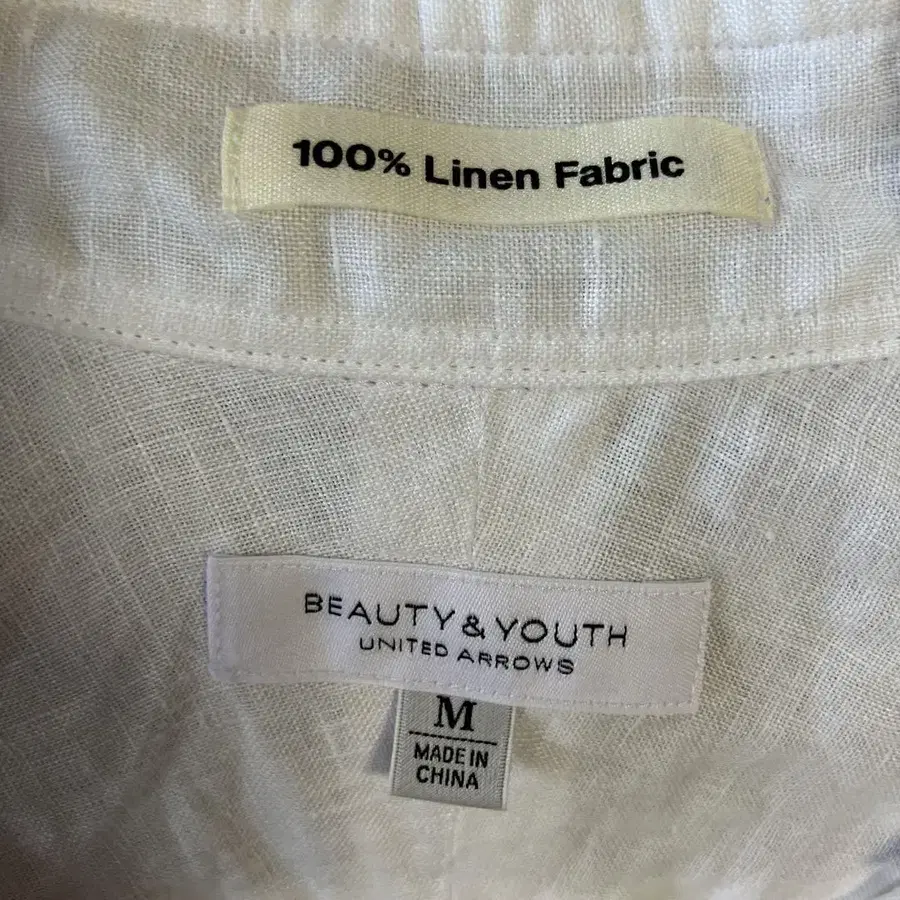 100% Linen Fabric
BEAUTY & YOUTH
UNITED ARROWS
M
MADE IN
CHINA